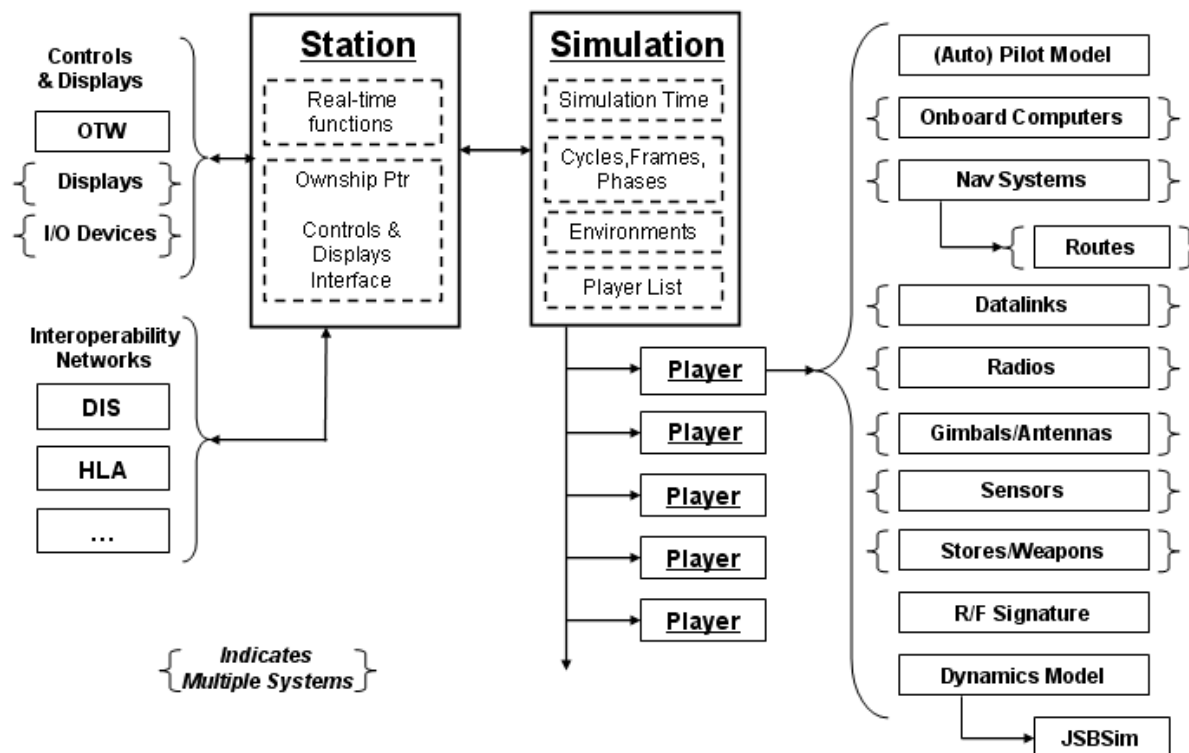 Controls
& Displays
OTW
Displays
I/O Devices
Interoperability
Networks
DIS
HLA
...
Indicates
Multiple Systems
Station
Real-time
functions
Ownship Ptr
Controls &
Displays
Interface
Simulation
Simulation Time
Cycles,Frames,
Phases
Environments
Player List
Player
Player
Player
Player
Player
(Auto) Pilot Model
Onboard Computers
Nav Systems
Routes
Datalinks
Radios
Gimbals/Antennas
Sensors
Stores/Weapons
R/F Signature
Dynamics Model
JSBSim